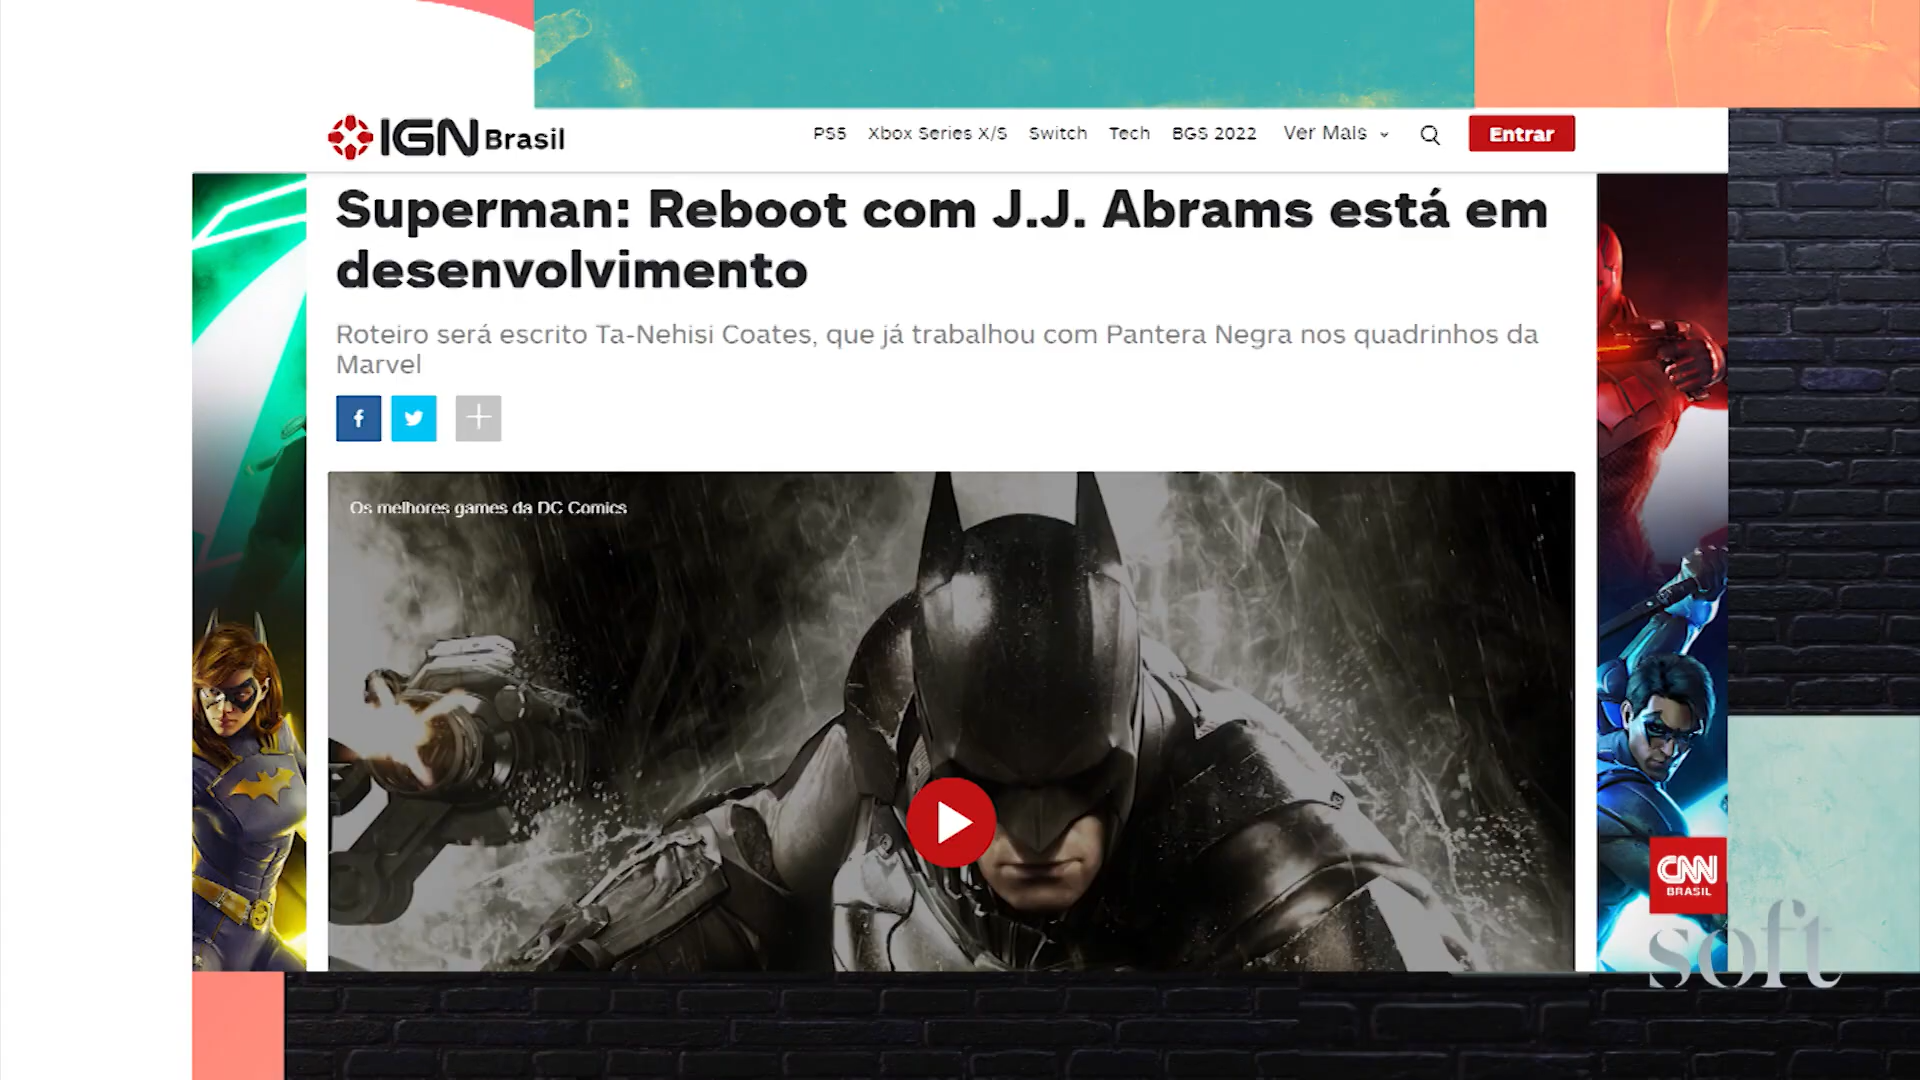 IGN Brasil
PS5 Xbox Series X/S Switch Tech BGS 2022 Ver Mais Entrar
Superman: Reboot com J.J. Abrams está em
desenvolvimento
Roteiro será escrito Ta-Nehisi Coates, que já trabalhou com Pantera Negra nos quadrinhos da
Marvel
Os melhores games da DC Comics
CNN
BRASIL
soft